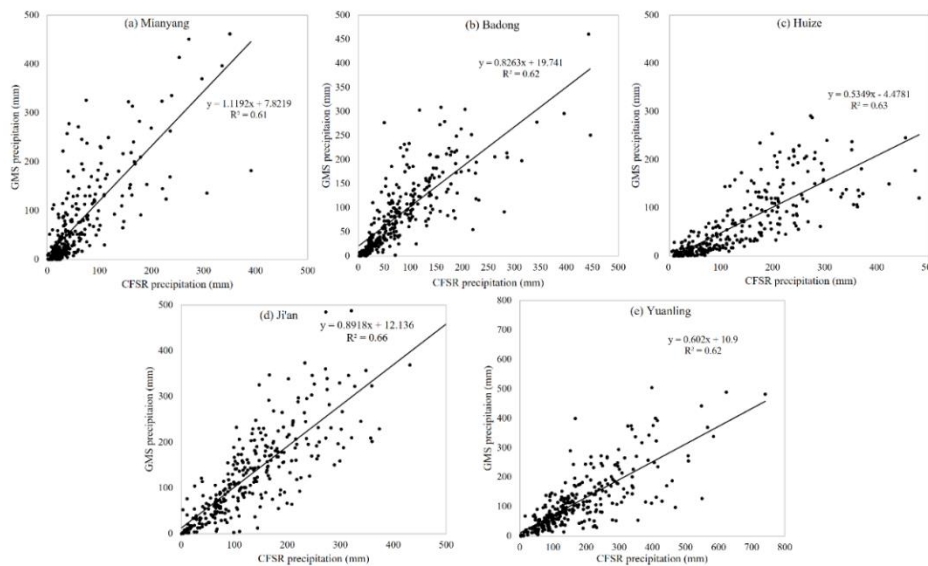 (a) Mianyang
500
400
300
200
100
0
GMS precipitaion (mm)
y = 1.1192x + 7.8219
R² = 0.61
0 100 200 300 400 500
CFSR precipitation (mm)
(b) Badong
500
450
400
350
300
250
200
150
100
50
0
GMS precipitaion (mm)
y = 0.8263x + 19.741
R² = 0.62
0 50 100 150 200 250 300 350 400 450 500
CFSR precipitation (mm)
(c) Huize
500
400
300
200
100
0
GMS precipitaion (mm)
y = 0.5349x - 4.4781
R² = 0.63
0 100 200 300 400 500
CFSR precipitation (mm)
(d) Ji'an
500
400
300
200
100
0
GMS precipitaion (mm)
y = 0.8918x + 12.136
R² = 0.66
0 100 200 300 400 500
CFSR precipitation (mm)
(e) Yuanling
800
700
600
500
400
300
200
100
0
GMS precipitaion (mm)
y = 0.602x + 10.9
R² = 0.62
0 100 200 300 400 500 600 700 800
CFSR precipitation (mm)